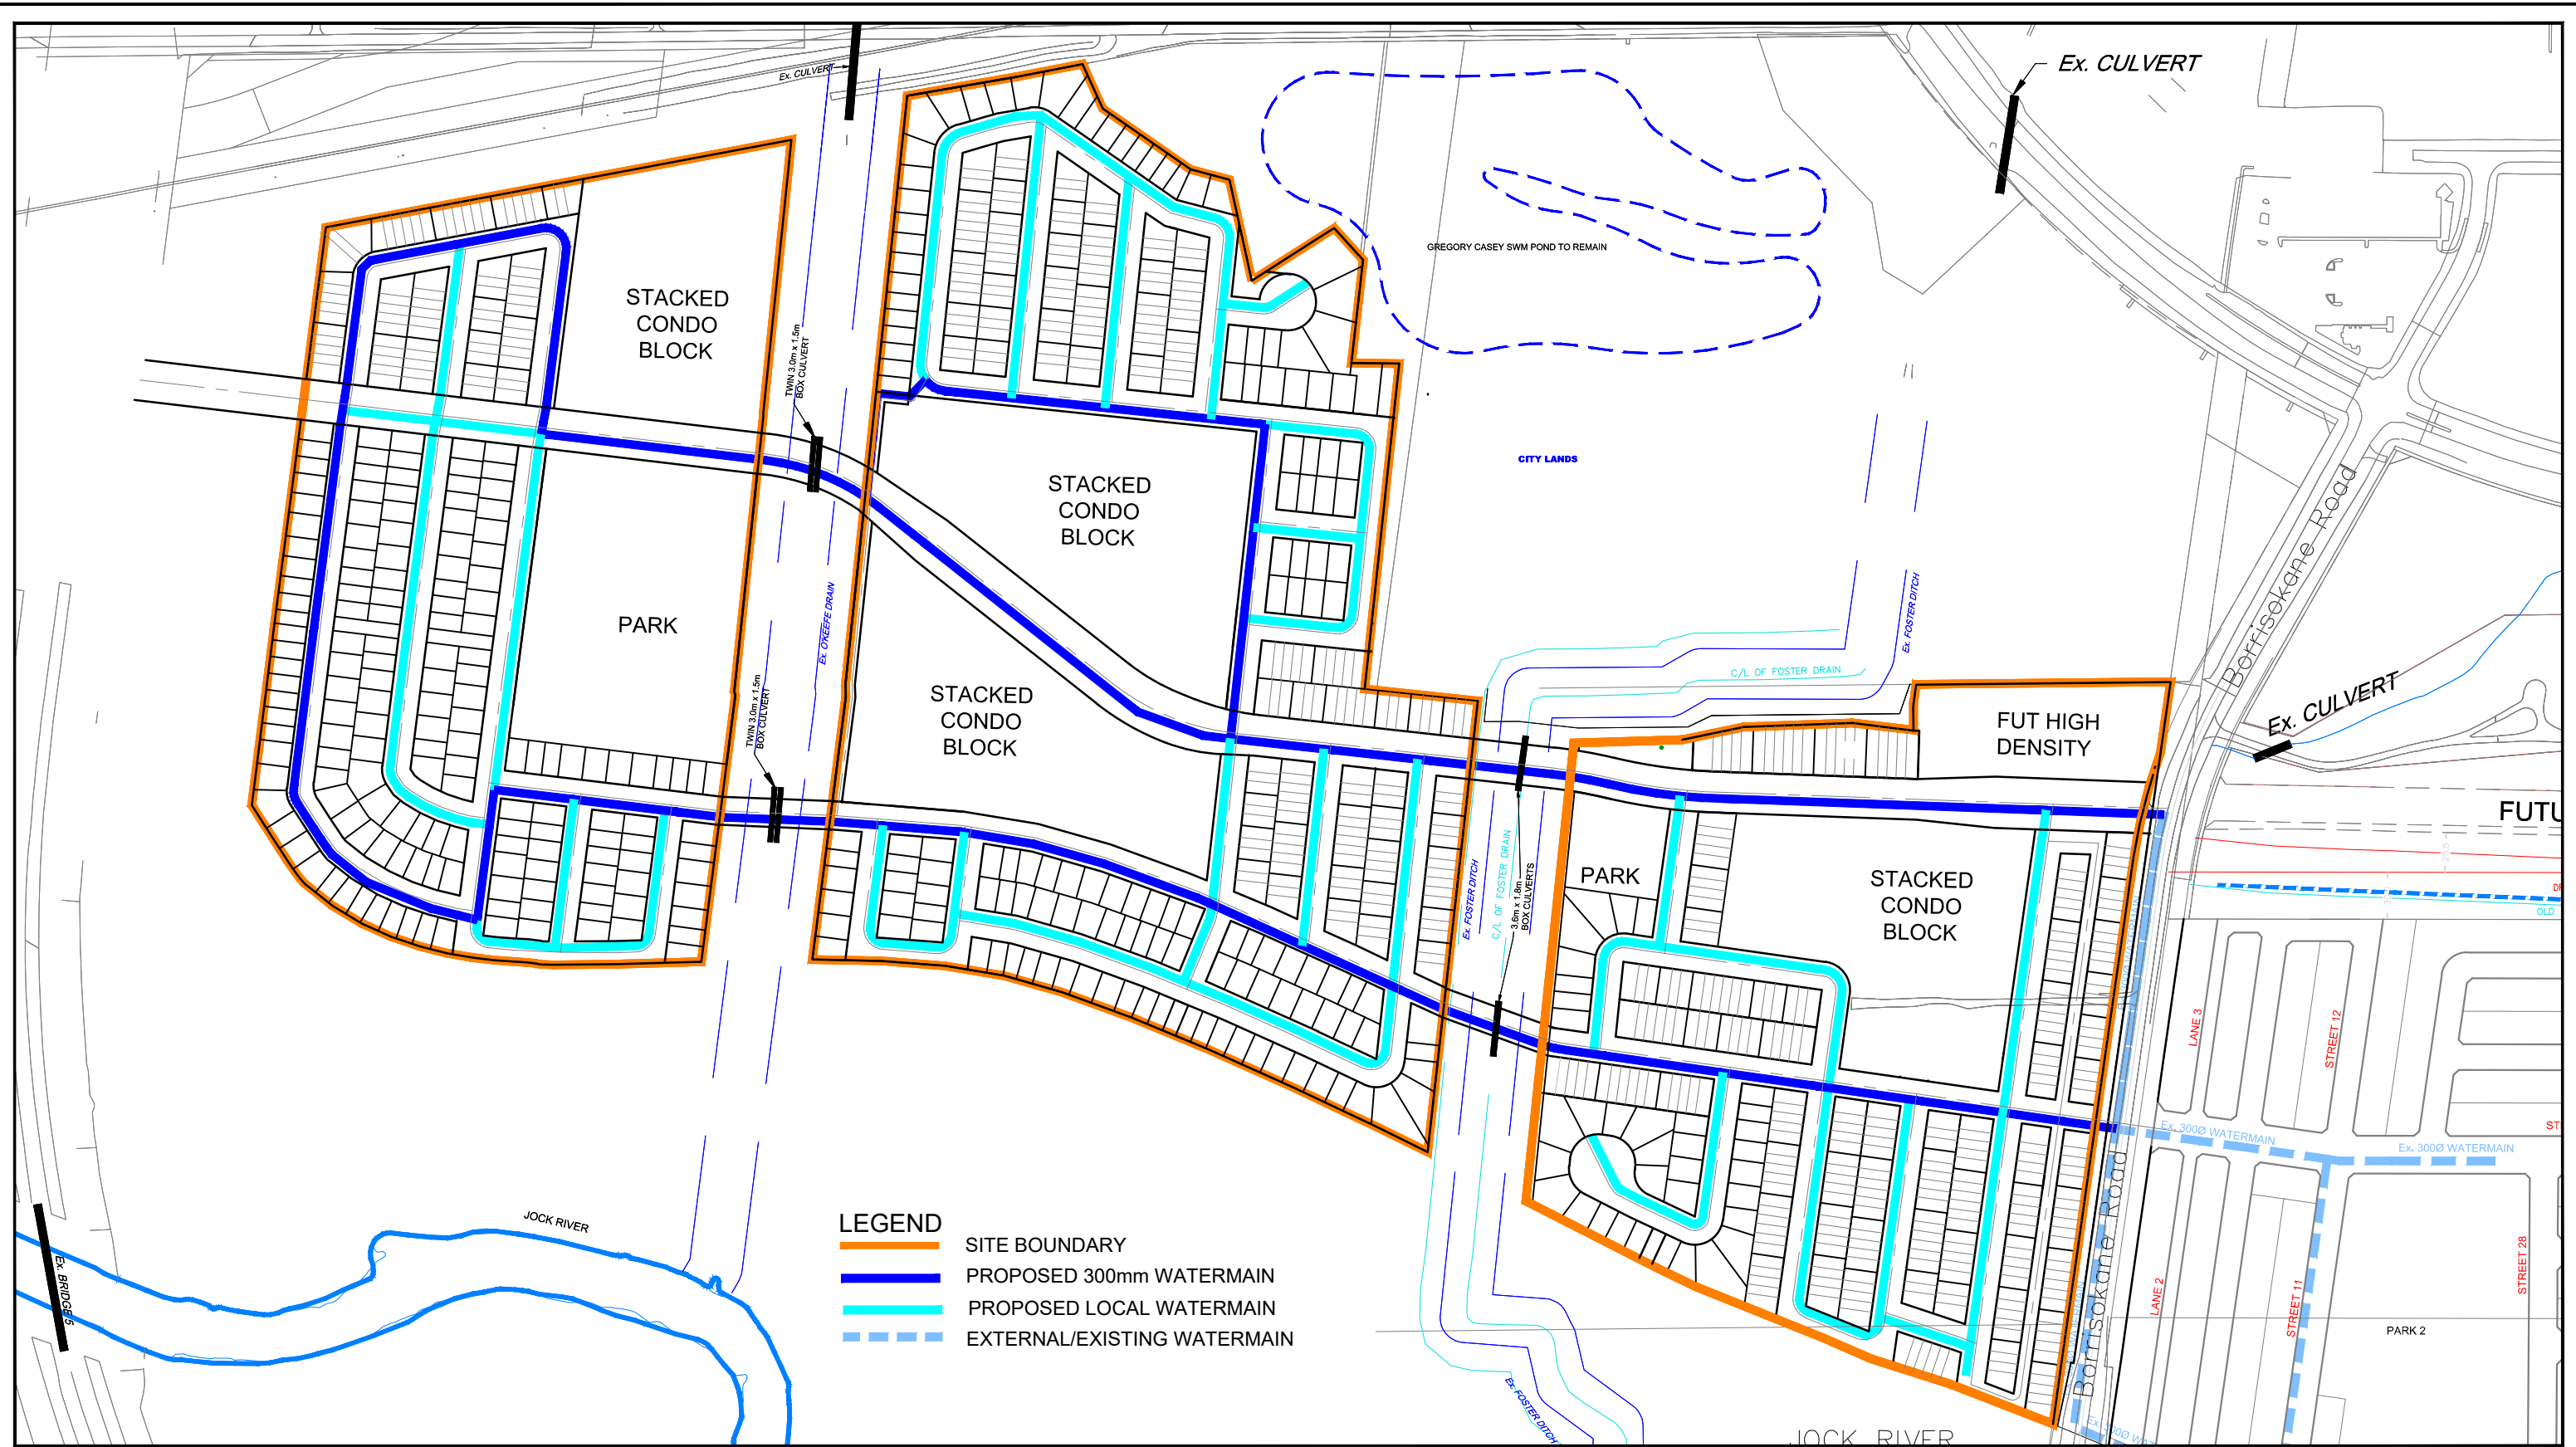 Ex. CULVERT
Ex. CULVERT
GREGORY CASEY SWM POND TO REMAIN
STACKED
CONDO
BLOCK
TWIN 3.0m x 1.5m
BOX CULVERT
STACKED
CONDO
BLOCK
CITY LANDS
Borrisokane Road
PARK
Ex. O'KEEFE DRAIN
Ex. FOSTER DITCH
C/L OF FOSTER DRAIN
TWIN 3.0m x 1.5m
BOX CULVERT
STACKED
CONDO
BLOCK
FUT HIGH
DENSITY
Ex. CULVERT
FUTU
PARK
STACKED
CONDO
BLOCK
Ex. FOSTER DITCH
C/L OF FOSTER DRAIN
3.6m x 1.8m
BOX CULVERTS
OLD
LANE 3
STREET 12
ST
Ex. 300Ø WATERMAIN
Ex. 300Ø WATERMAIN
Borrisokane Road
LANE 2
STREET 11
STREET 28
PARK 2
JOCK RIVER
Ex. BRIDGE
LEGEND
SITE BOUNDARY
PROPOSED 300mm WATERMAIN
PROPOSED LOCAL WATERMAIN
EXTERNAL/EXISTING WATERMAIN
Ex. FOSTER DITCH
JOCK RIVER